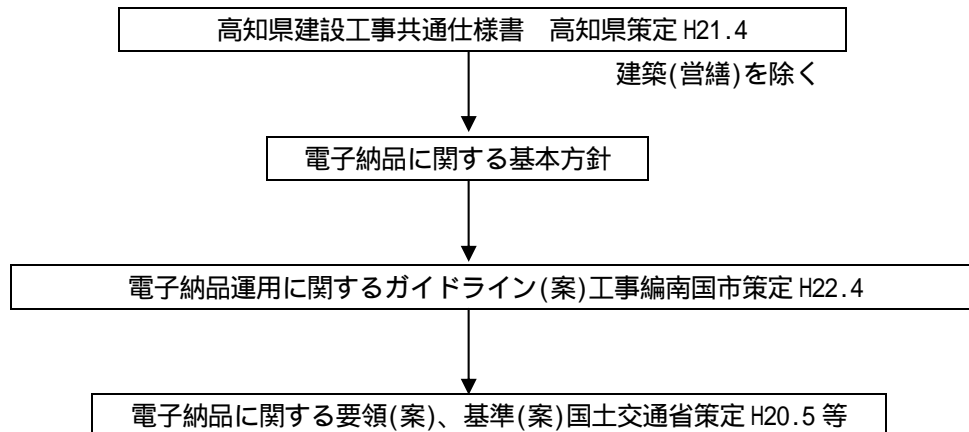 高知県建設工事共通仕様書　高知県策定 H21.4
建築(営繕)を除く
電子納品に関する基本方針
電子納品運用に関するガイドライン(案)工事編南国市策定 H22.4
電子納品に関する要領(案)、基準(案)国土交通省策定 H20.5 等